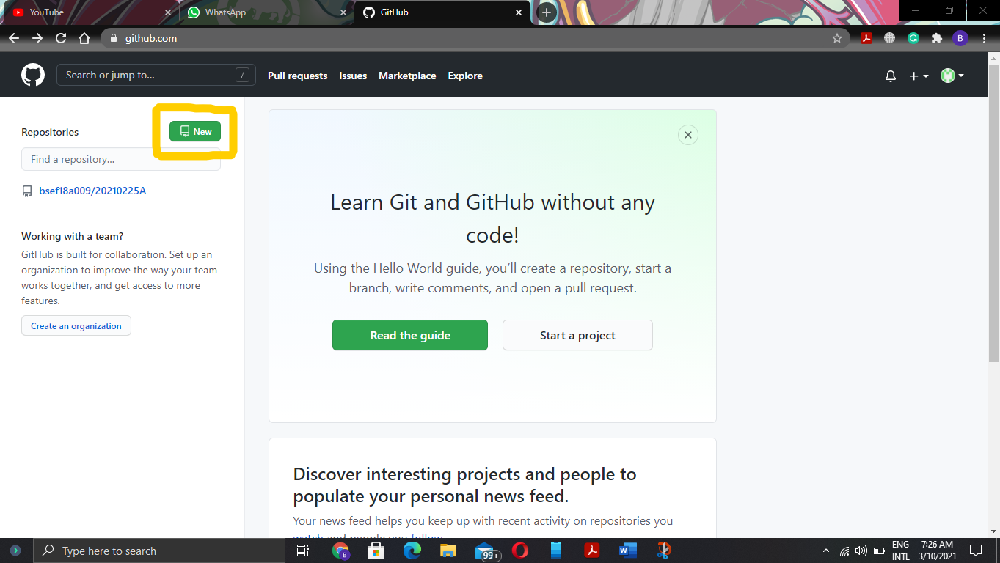 YouTube
WhatsApp
GitHub
github.com
B
Search or jump to...
/
Pull requests
Issues
Marketplace
Explore
Repositories
New
Find a repository...
bsef18a009/20210225A
Working with a team?
GitHub is built for collaboration. Set up an
organization to improve the way your team
works together, and get access to more
features.
Create an organization
Learn Git and GitHub without any
code!
Using the Hello World guide, you’ll create a repository, start a
branch, write comments, and open a pull request.
Read the guide
Start a project
Discover interesting projects and people to
populate your personal news feed.
Your news feed helps you keep up with recent activity on repositories you
watch and people you follow.
Type here to search
B
99+
ENG
INTL
7:26 AM
3/10/2021